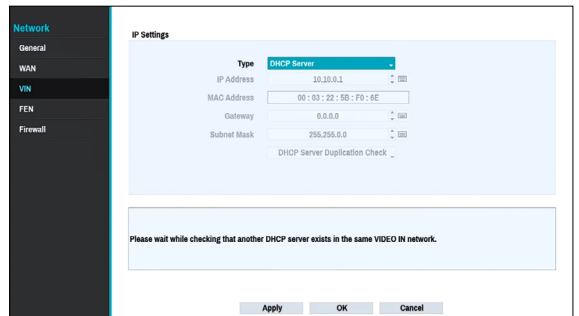 Network
General
WAN
VIN
FEN
Firewall
IP Settings
Type DHCP Server
IP Address 10.10.0.1
MAC Address 00 : 03 : 22 : 5B : F0 : 6E
Gateway 0.0.0.0
Subnet Mask 255.255.0.0
DHCP Server Duplication Check
Please wait while checking that another DHCP server exists in the same VIDEO IN network.
Apply OK Cancel